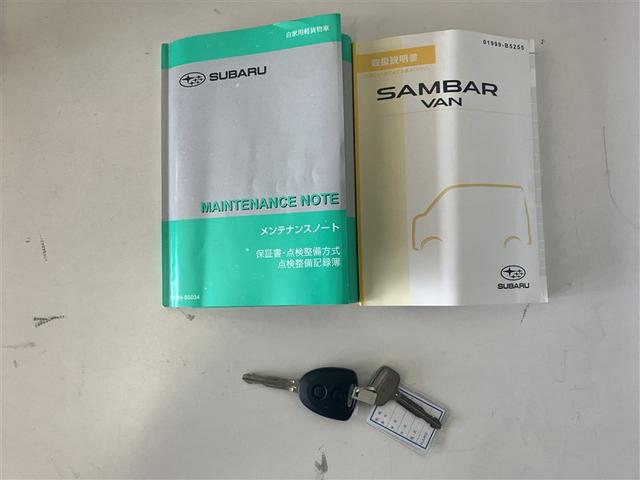 自家用軽貨物車
SUBARU
MAINTENANCE NOTE
メンテナンスノート
保証書・点検整備方式
点検整備記録簿
01999-B5255
取扱説明書
SAMBAR
VAN
SUBARU